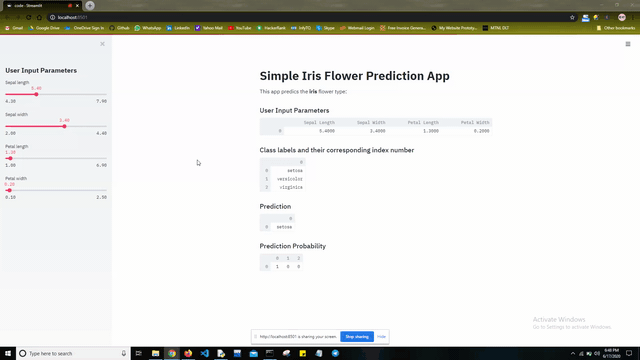 code · Streamlit
localhost:8501
Gmail
Google Drive
OneDrive Sign in
GitHub
WhatsApp
LinkedIn
Yahoo Mail
YouTube
HackerRank
InfyTQ
Webmail Login
Free Invoice Genera...
My Website Prototyp...
MTNL DLT
Other bookmarks
User Input Parameters
Sepal length
5.40
4.30 7.90
Sepal width
3.40
2.00 4.40
Petal length
1.30
1.00 6.90
Petal width
0.20
0.10 2.50
Simple Iris Flower Prediction App
This app predicts the Iris flower type:
User Input Parameters
Sepal Length Sepal Width Petal Length Petal Width
0 5.4000 3.4000 1.3000 0.2000
Class labels and their corresponding index number
0
0 setosa
1 versicolor
2 virginica
Prediction
0
0 setosa
Prediction Probability
0 1 2
0 1 0 0
Activate Windows
Go to Settings to activate Windows.
http://localhost:8501 is sharing your screen.
Stop sharing
Hide
Type here to search
6:40 PM
6/17/2020